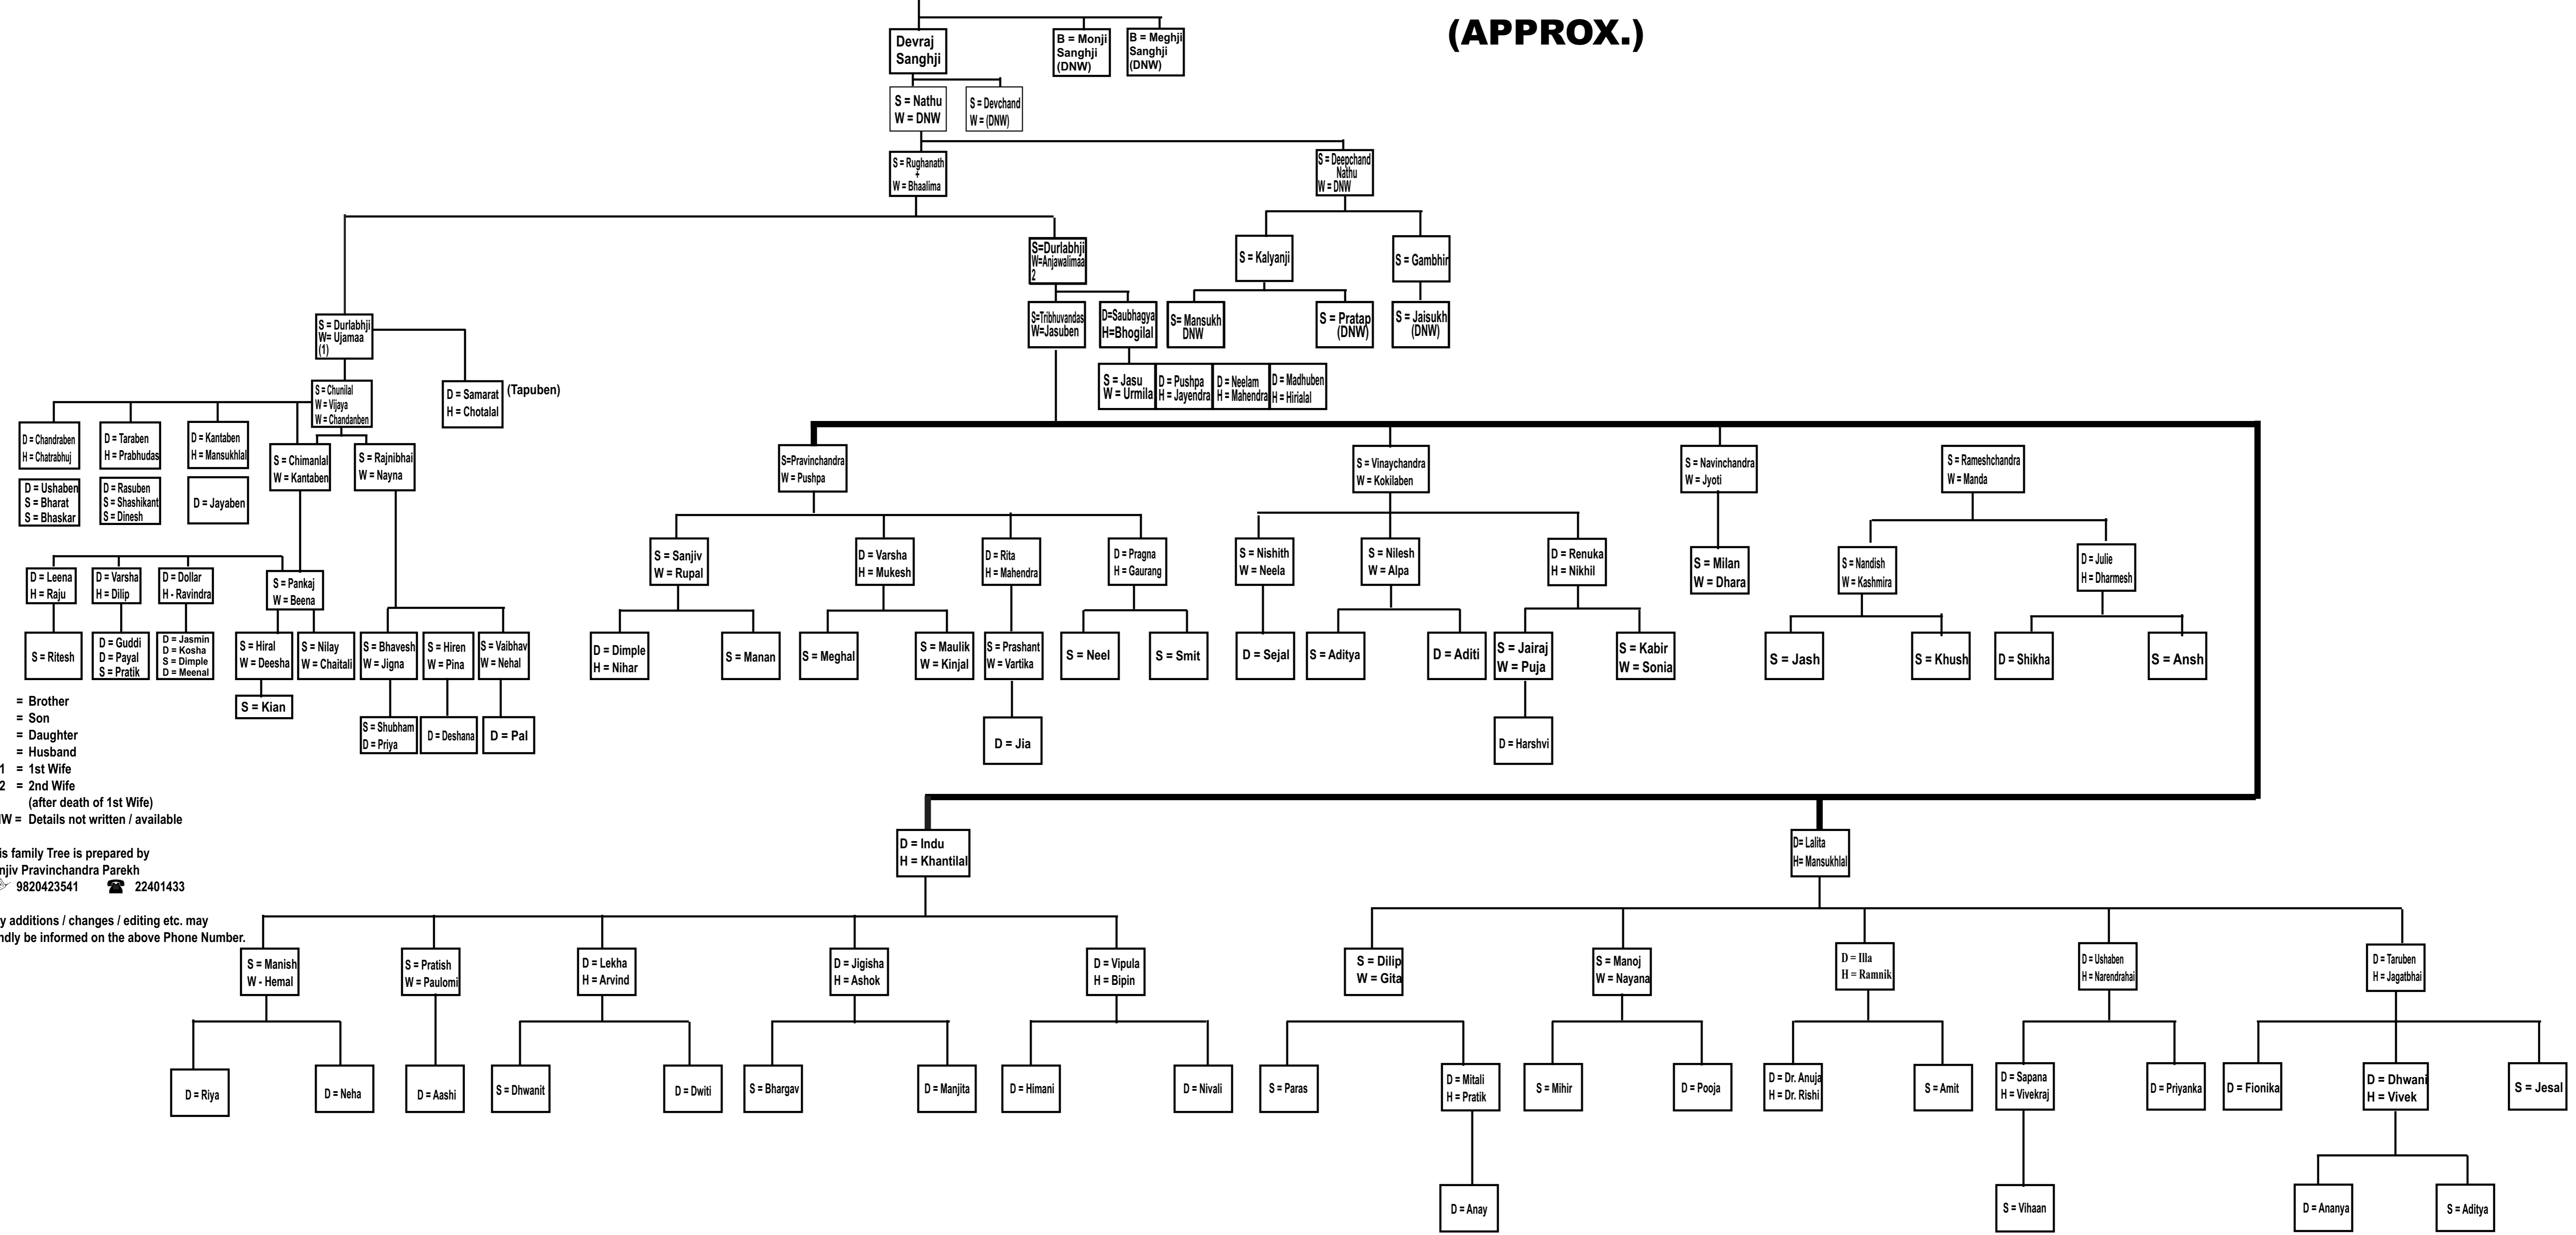 (APPROX.)
Devraj
Sanghji
B = Monji
Sanghji
(DNW)
B = Meghji
Sanghji
(DNW)
S = Nathu
W = DNW
S = Devchand
W = (DNW)
S = Rughanath
+
W = Bhaalima
S = Deepchand
Nathu
W = DNW
S=Durlabhji
W=Anjawalimaa
2
S = Kalyanji
S = Gambhir
S=Tribhuvandas
W=Jasuben
D=Saubhagya
H=Bhogilal
S= Mansukh
DNW
S = Pratap
(DNW)
S = Jaisukh
(DNW)
S = Durlabhji
W= Ujamaa
(1)
S = Jasu
W = Urmila
D = Pushpa
H = Jayendra
D = Neelam
H = Mahendra
D = Madhuben
H = Hirialal
S = Chunilal
W = Vijaya
W = Chandanben
D = Samarat
H = Chotalal
(Tapuben)
D = Chandraben
H = Chatrabhuj
D = Taraben
H = Prabhudas
D = Kantaben
H = Mansukhlal
S = Chimanlal
W = Kantaben
S = Rajnibhai
W = Nayna
S=Pravinchandra
W = Pushpa
S = Vinaychandra
W = Kokilaben
S = Navinchandra
W = Jyoti
S = Rameshchandra
W = Manda
D = Ushaben
S = Bharat
S = Bhaskar
D = Rasuben
S = Shashikant
S = Dinesh
D = Jayaben
S = Sanjiv
W = Rupal
D = Varsha
H = Mukesh
D = Rita
H = Mahendra
D = Pragna
H = Gaurang
S = Nishith
W = Neela
S = Nilesh
W = Alpa
D = Renuka
H = Nikhil
S = Milan
W = Dhara
S = Nandish
W = Kashmira
D = Julie
H = Dharmesh
D = Leena
H = Raju
D = Varsha
H = Dilip
D = Dollar
H - Ravindra
S = Pankaj
W = Beena
S = Ritesh
D = Guddi
D = Payal
S = Pratik
D = Jasmin
D = Kosha
S = Dimple
D = Meenal
S = Hiral
W = Deesha
S = Nilay
W = Chaitali
S = Bhavesh
W = Jigna
S = Hiren
W = Pina
S = Vaibhav
W = Nehal
D = Dimple
H = Nihar
S = Manan
S = Meghal
S = Maulik
W = Kinjal
S = Prashant
W = Vartika
S = Neel
S = Smit
D = Sejal
S = Aditya
D = Aditi
S = Jairaj
W = Puja
S = Kabir
W = Sonia
S = Jash
S = Khush
D = Shikha
S = Ansh
S = Kian
S = Shubham
D = Priya
D = Deshana
D = Pal
D = Jia
D = Harshvi
= Brother
= Son
= Daughter
= Husband
1 = 1st Wife
2 = 2nd Wife
(after death of 1st Wife)
NW = Details not written / available
is family Tree is prepared by
njiv Pravinchandra Parekh
9820423541 ☎ 22401433
y additions / changes / editing etc. may
ndly be informed on the above Phone Number.
D = Indu
H = Khantilal
D= Lalita
H= Mansukhlal
S = Manish
W - Hemal
S = Pratish
W = Paulomi
D = Lekha
H = Arvind
D = Jigisha
H = Ashok
D = Vipula
H = Bipin
S = Dilip
W = Gita
S = Manoj
W = Nayana
D = Illa
H = Ramnik
D = Ushaben
H = Narendrahai
D = Taruben
H = Jagatbhai
D = Riya
D = Neha
D = Aashi
S = Dhwanit
D = Dwiti
S = Bhargav
D = Manjita
D = Himani
D = Nivali
S = Paras
D = Mitali
H = Pratik
S = Mihir
D = Pooja
D = Dr. Anuja
H = Dr. Rishi
S = Amit
D = Sapana
H = Vivekraj
D = Priyanka
D = Fionika
D = Dhwani
H = Vivek
S = Jesal
D = Anay
S = Vihaan
D = Ananya
S = Aditya